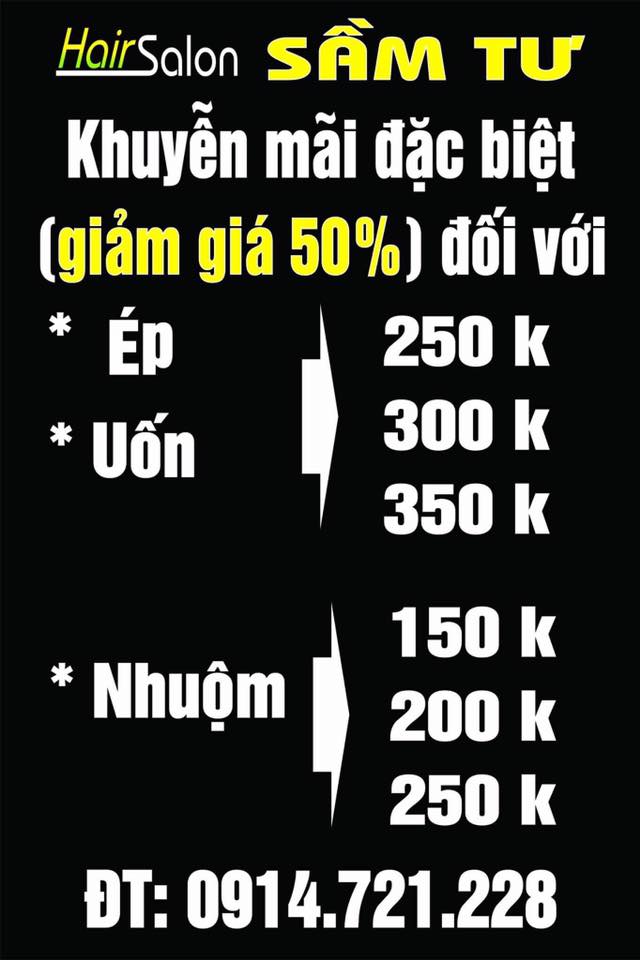 HairSalon SẦM TƯ
Khuyễn mãi đặc biệt
(giảm giá 50%) đối với
* Ép
* Uốn
250 k
300 k
350 k
* Nhuộm
150 k
200 k
250 k
ĐT: 0914.721.228